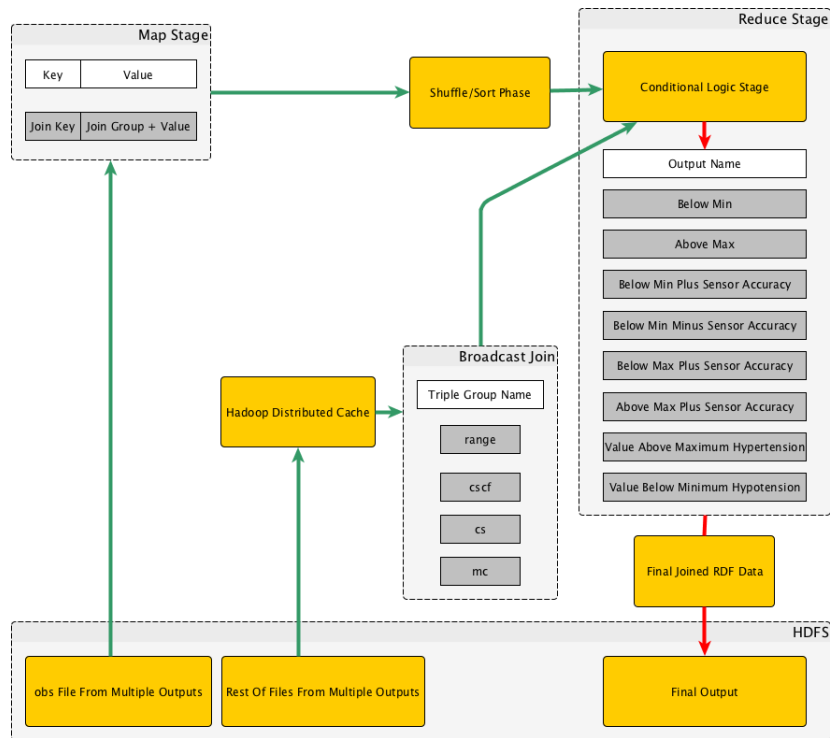 Map Stage
Key
Value
Join Key
Join Group + Value
Shuffle/Sort Phase
Reduce Stage
Conditional Logic Stage
Output Name
Below Min
Above Max
Below Min Plus Sensor Accuracy
Below Min Minus Sensor Accuracy
Below Max Plus Sensor Accuracy
Above Max Plus Sensor Accuracy
Value Above Maximum Hypertension
Value Below Minimum Hypotension
Hadoop Distributed Cache
Broadcast Join
Triple Group Name
range
cscf
cs
mc
Final Joined RDF Data
HDFS
obs File From Multiple Outputs
Rest Of Files From Multiple Outputs
Final Output